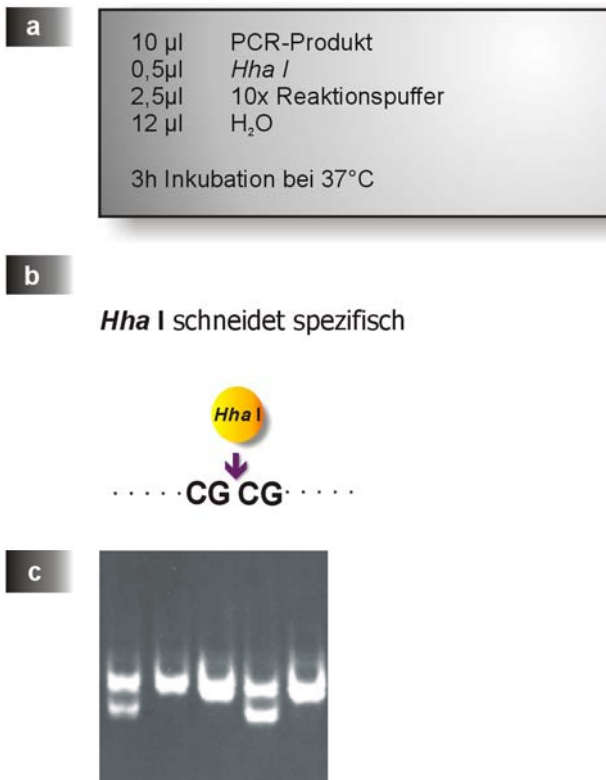 a
10 µl PCR-Produkt
0,5µl Hha I
2,5µl 10x Reaktionspuffer
12 µl H₂O
3h Inkubation bei 37°C
b
Hha I schneidet spezifisch
Hha I
· · · · · CG CG · · · · ·
c